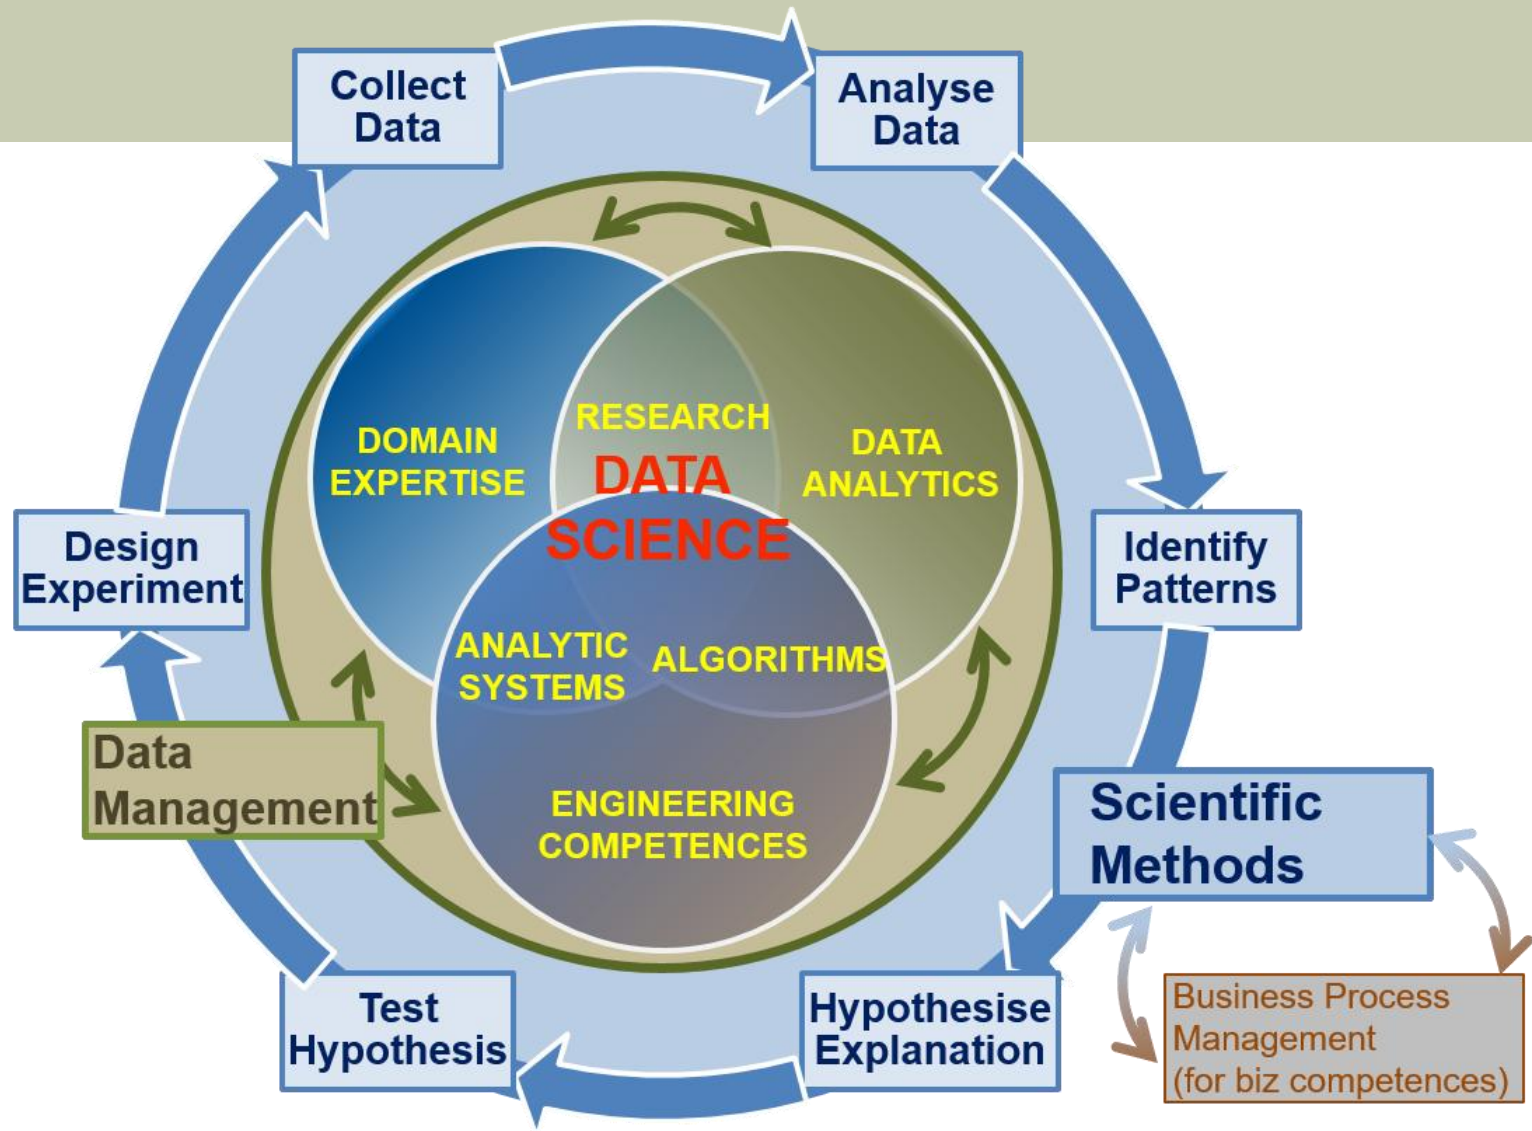 Collect
Data
Analyse
Data
RESEARCH
DOMAIN
EXPERTISE
DATA
ANALYTICS
DATA
SCIENCE
Design
Experiment
Identify
Patterns
ANALYTIC
SYSTEMS
ALGORITHMS
Data
Management
ENGINEERING
COMPETENCES
Scientific
Methods
Test
Hypothesis
Hypothesise
Explanation
Business Process
Management
(for biz competences)